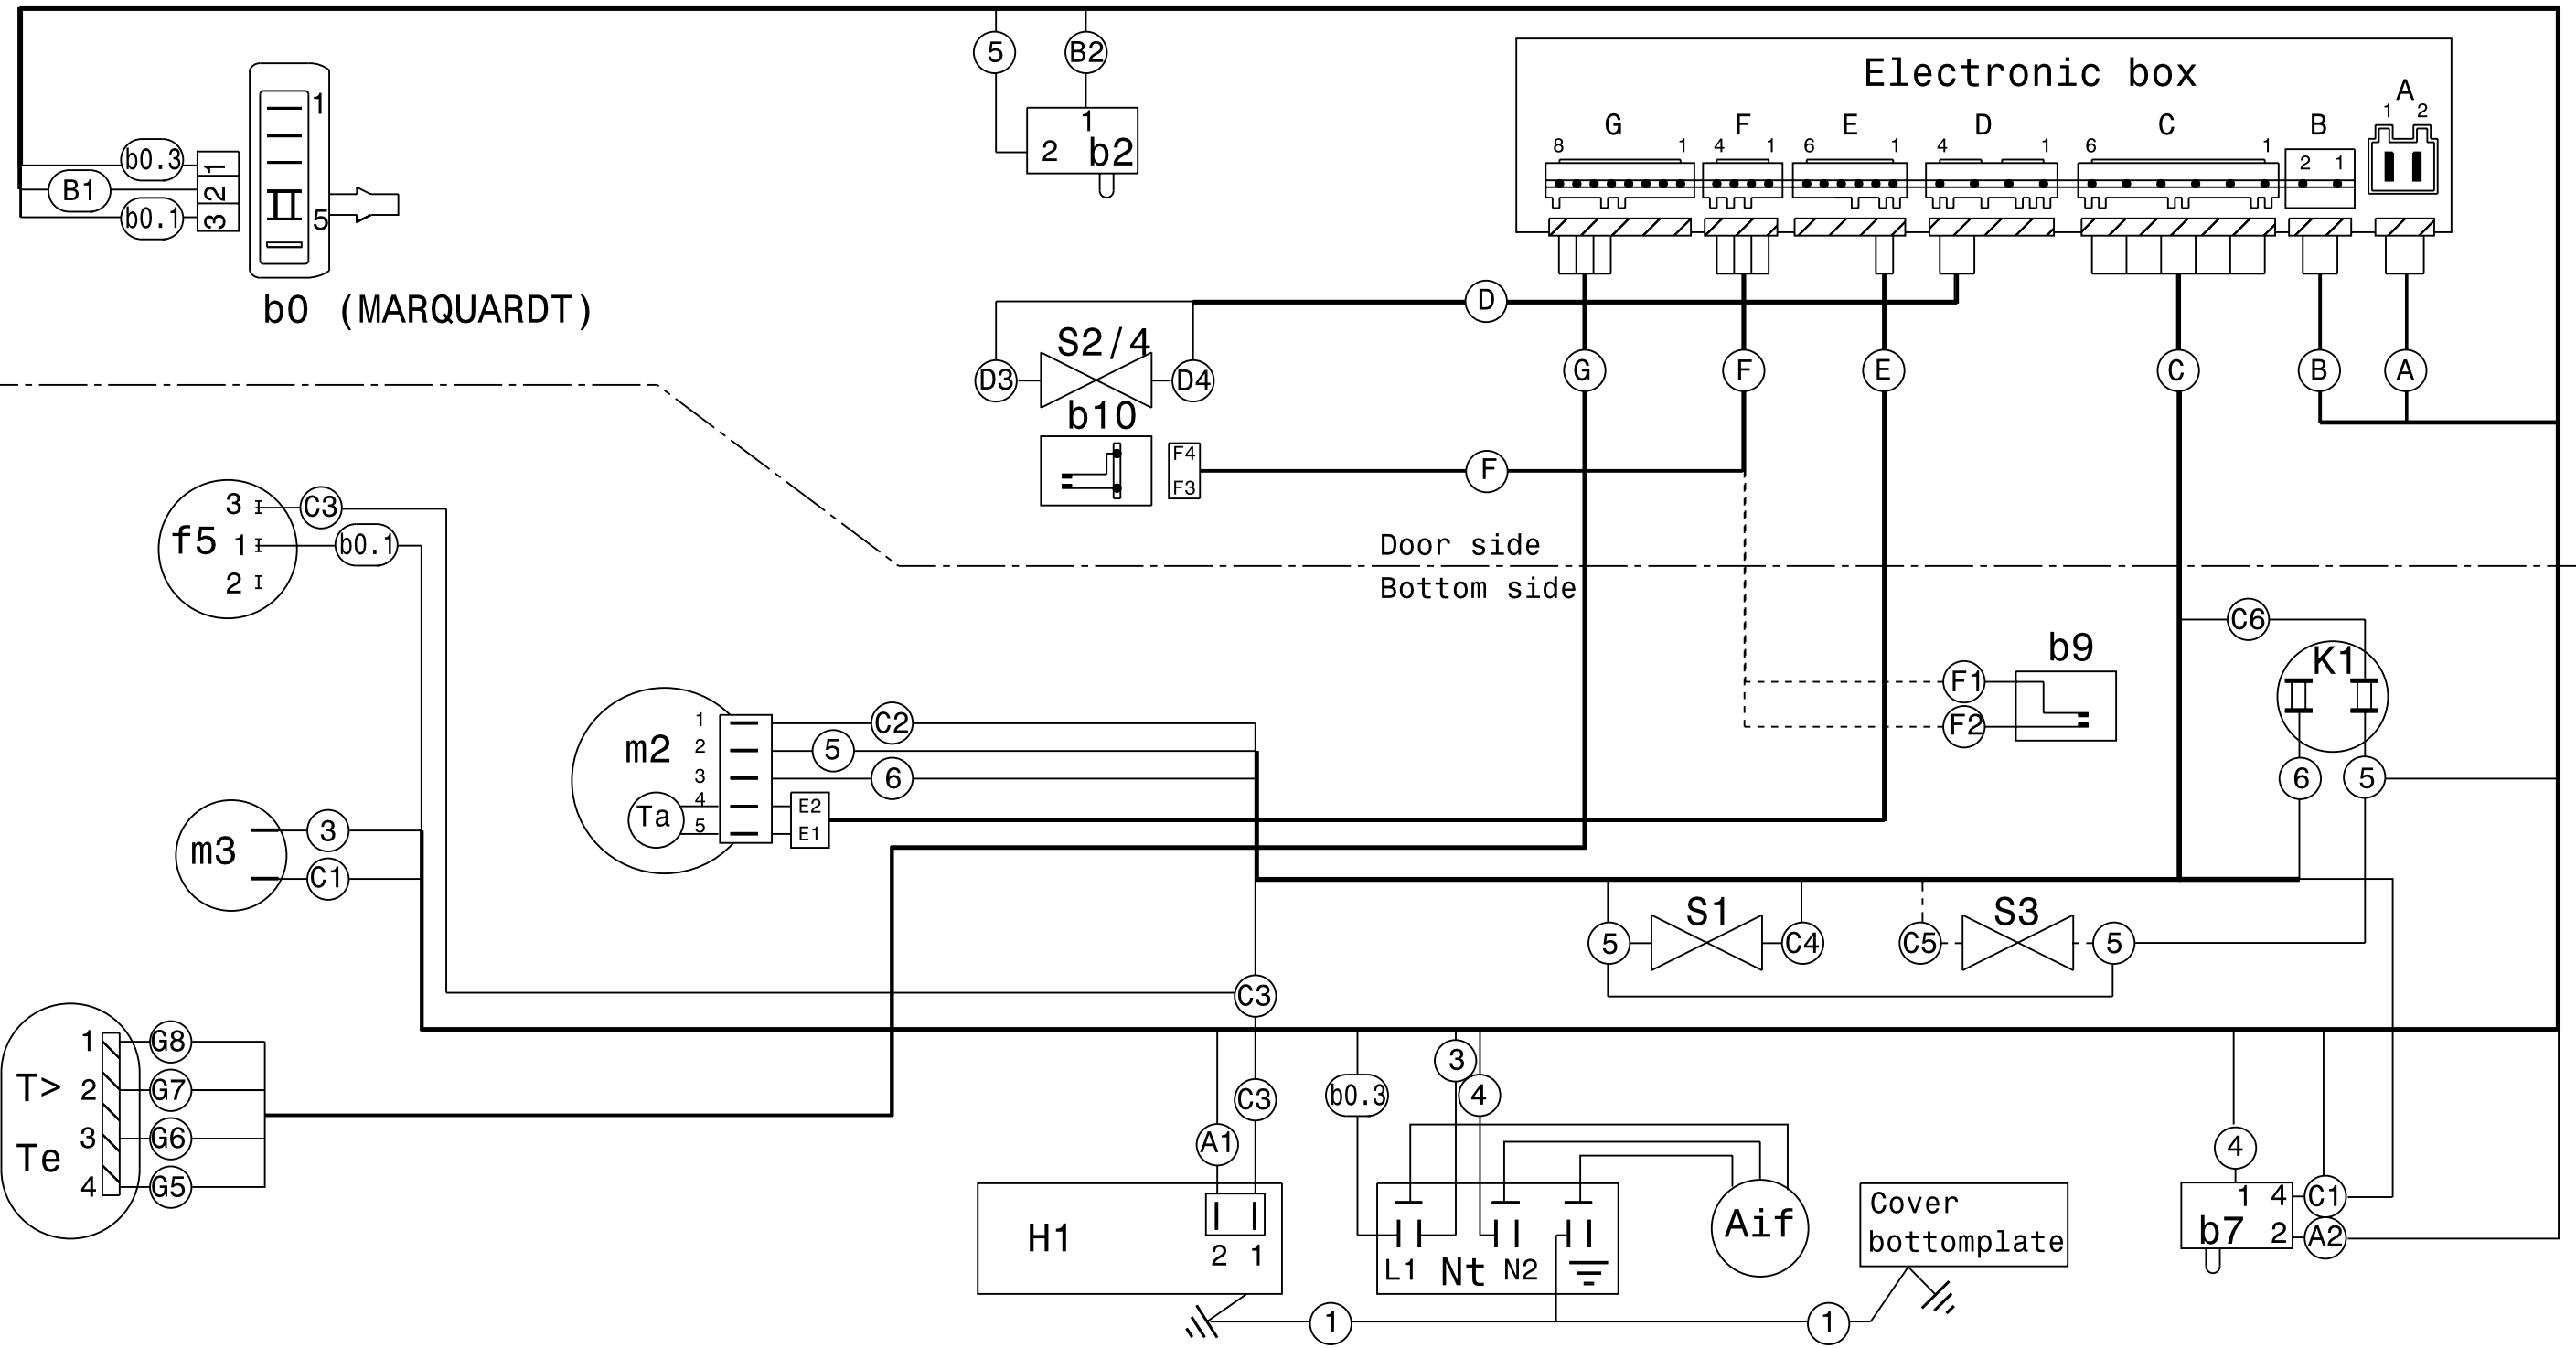 5 B2
1
2 b2
Electronic box
G F E D C B A
8 1 4 1 6 1 4 1 6 1 2 1 1 2
b0.3 1
B1 2
b0.1 3
1
5
b0 (MARQUARDT)
D
S2/4
D3 D4
G F E C B A
b10
F4
F3
F
3 C3
f5 1 b0.1
2
Door side
Bottom side
C6
K1
b9
F1
F2
6 5
m2
1 C2
2 5
3 6
Ta 4 E2
5 E1
m3
3
C1
S1 S3
5 C4 C5 5
C3
T>
Te
1 G8
2 G7
3 G6
4 G5
A1 C3
b0.3 3 4
H1
2 1
L1 Nt N2
Aif
Cover
bottomplate
4
1 4 C1
b7 2 A2
1 1